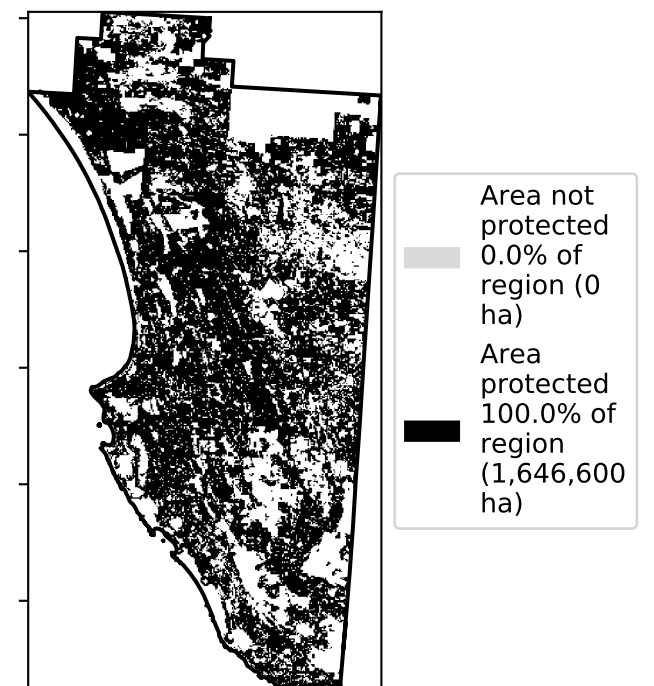 Area not
protected
0.0% of
region (0
ha)
Area
protected
100.0% of
region
(1,646,600
ha)